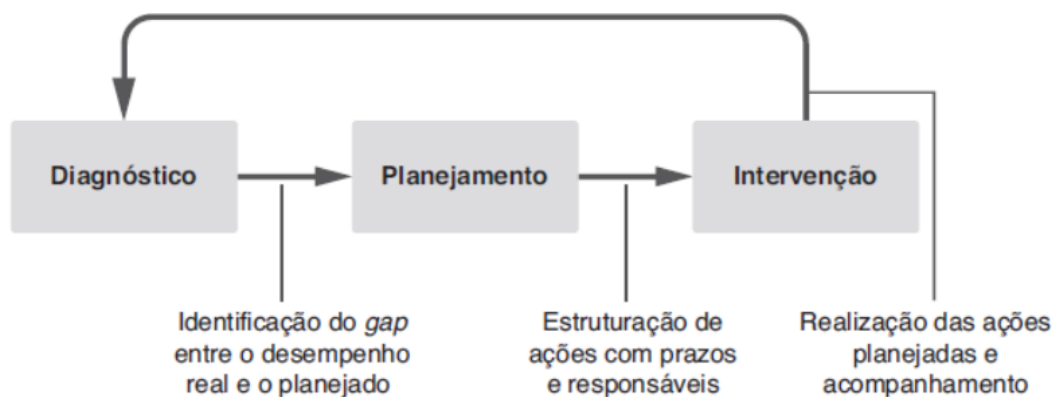 Diagnóstico
Planejamento
Intervenção
Identificação do gap
entre o desempenho
real e o planejado
Estruturação de
ações com prazos
e responsáveis
Realização das ações
planejadas e
acompanhamento